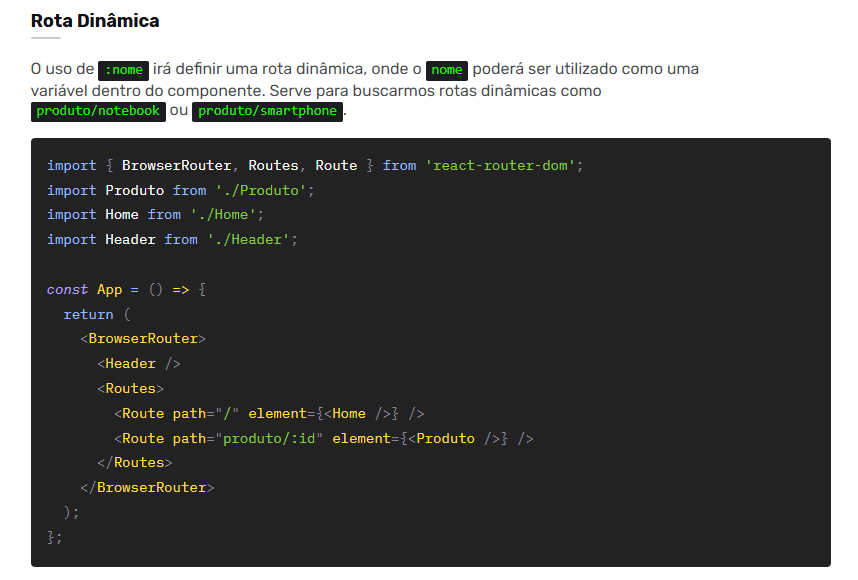 Rota Dinâmica
O uso de :nome irá definir uma rota dinâmica, onde o nome poderá ser utilizado como uma
variável dentro do componente. Serve para buscarmos rotas dinâmicas como
produto/notebook ou produto/smartphone.
import { BrowserRouter, Routes, Route } from 'react-router-dom';
import Produto from './Produto';
import Home from './Home';
import Header from './Header';
const App = () => {
  return (
    <BrowserRouter>
      <Header />
      <Routes>
        <Route path="/" element={<Home />} />
        <Route path="produto/:id" element={<Produto />} />
      </Routes>
    </BrowserRouter>
  );
};